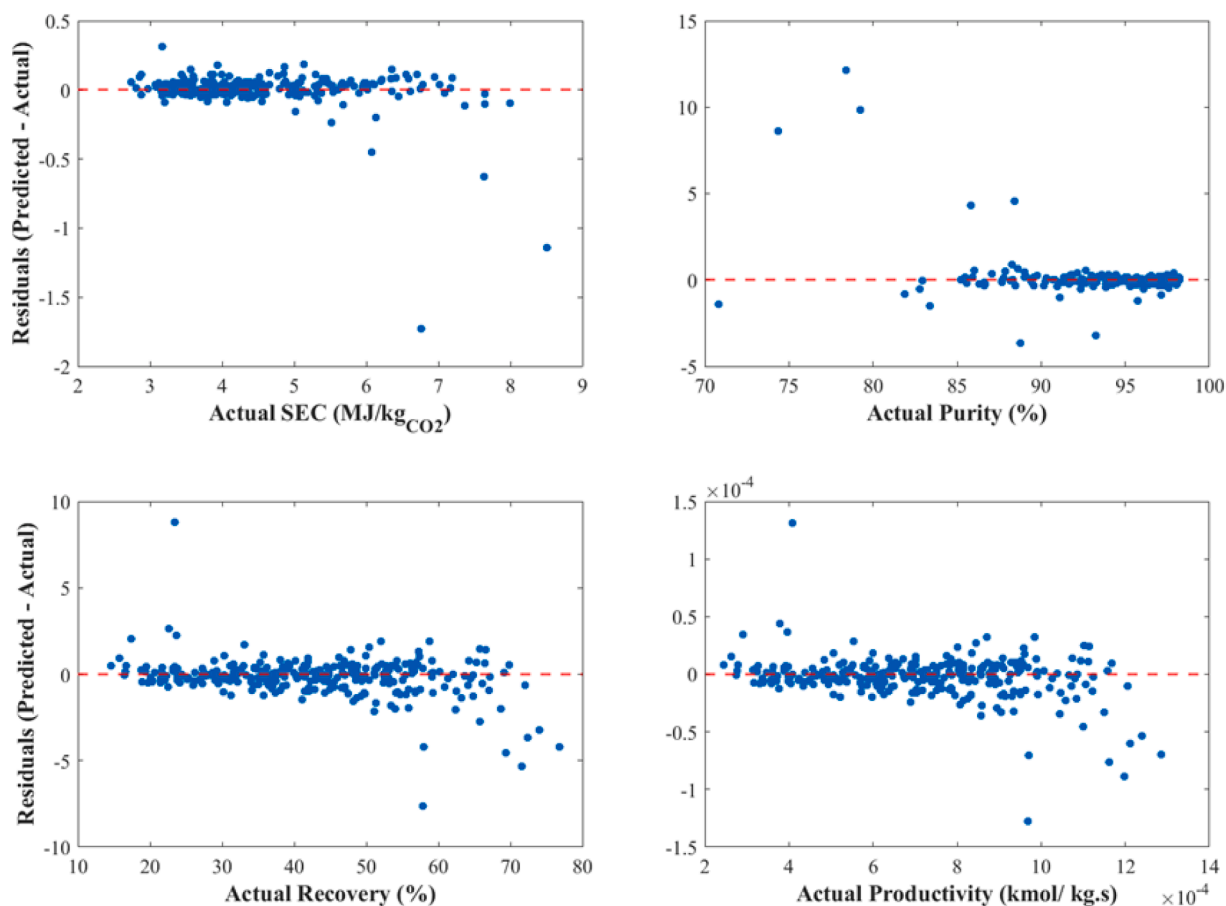 0.5
0
-0.5
-1
-1.5
-2
2 3 4 5 6 7 8 9
Residuals (Predicted - Actual)
Actual SEC (MJ/kgCO2)
15
10
5
0
-5
70 75 80 85 90 95 100
Actual Purity (%)
10
5
0
-5
-10
10 20 30 40 50 60 70 80
Residuals (Predicted - Actual)
Actual Recovery (%)
×10-4
1.5
1
0.5
0
-0.5
-1
-1.5
2 4 6 8 10 12 14
Actual Productivity (kmol/ kg.s)
×10-4